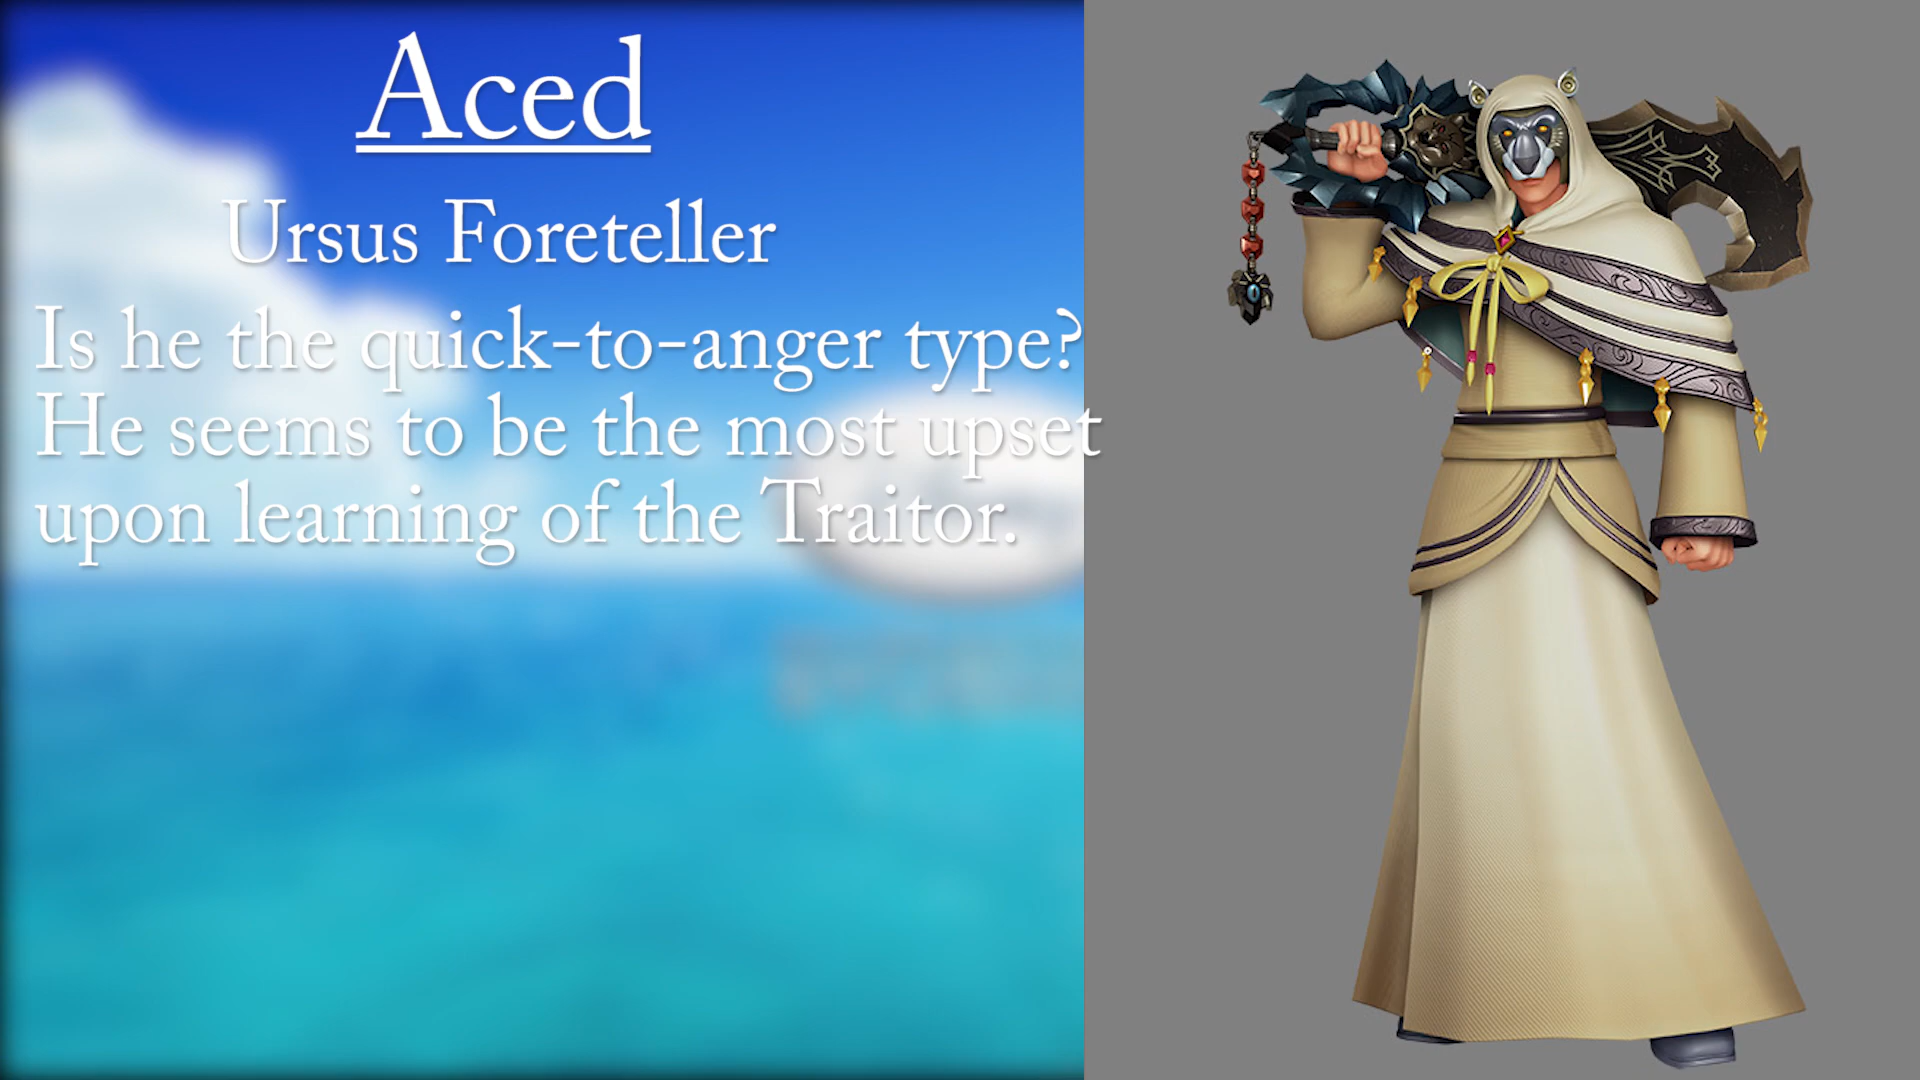 Aced
Ursus Foreteller
Is he the quick-to-anger type?
He seems to be the most upset
upon learning of the Traitor.